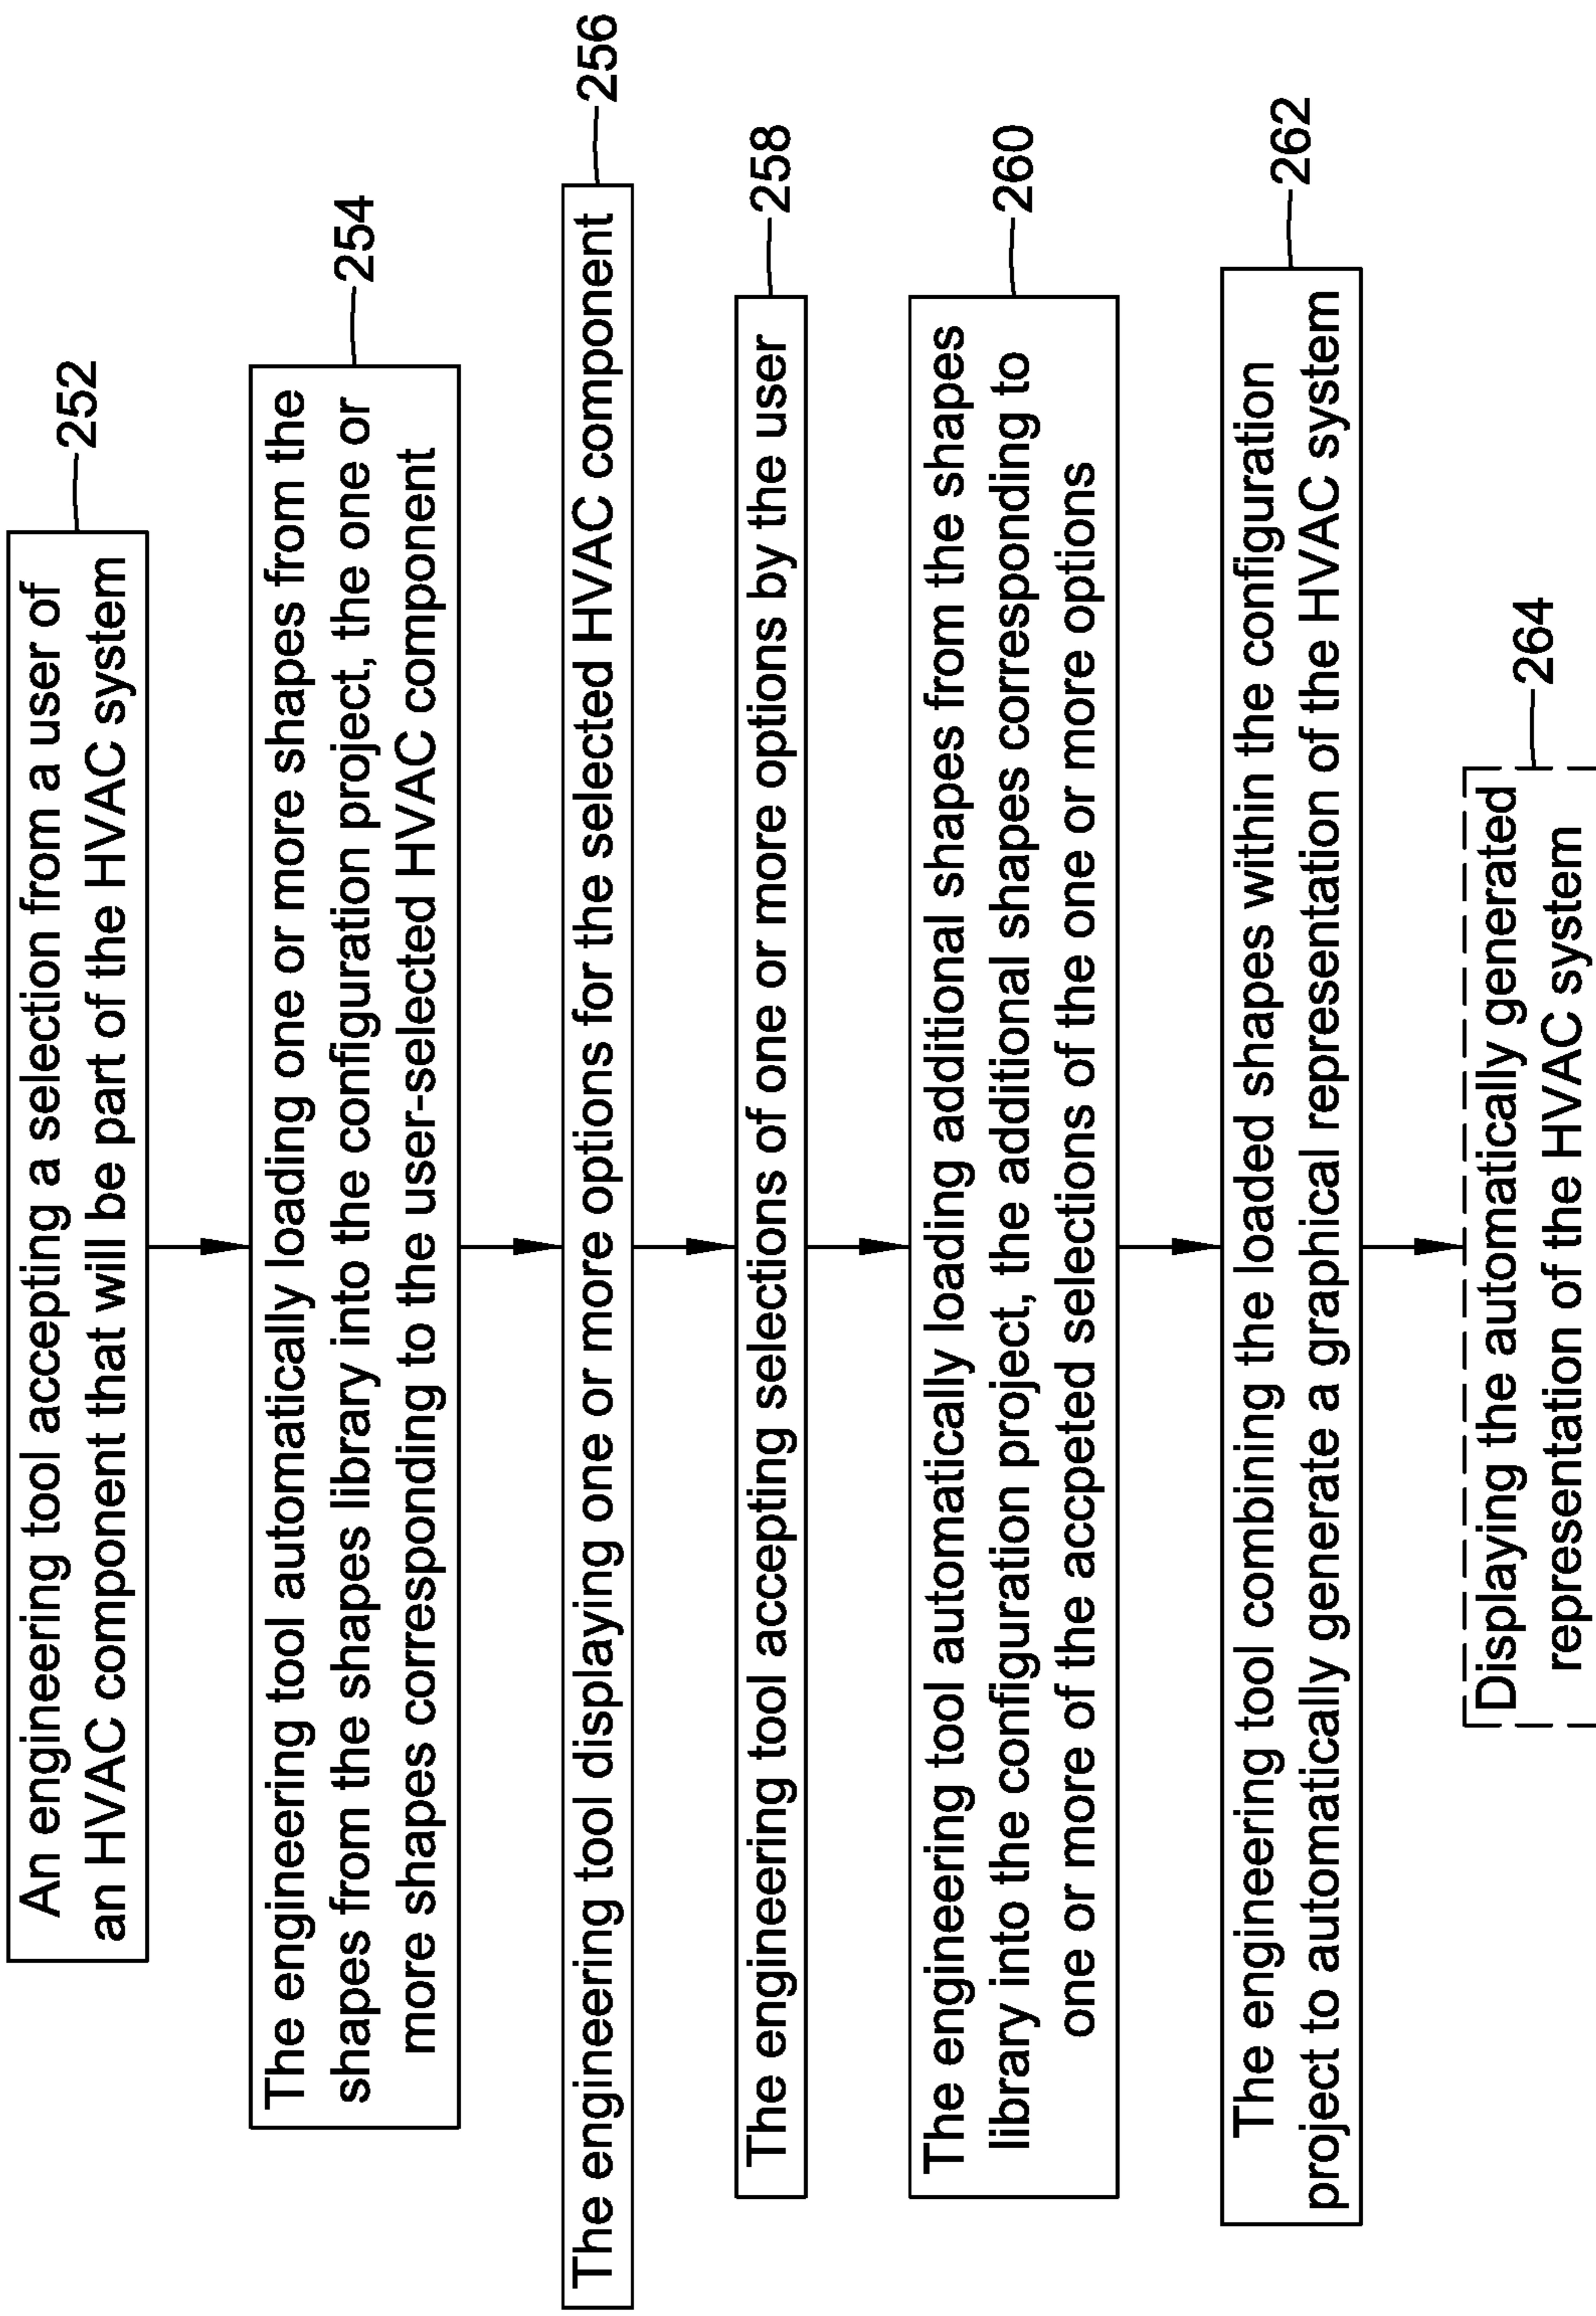 An engineering tool accepting a selection from a user of
an HVAC component that will be part of the HVAC system
252
The engineering tool automatically loading one or more shapes from the
shapes from the shapes library into the configuration project, the one or
more shapes corresponding to the user-selected HVAC component
254
The engineering tool displaying one or more options for the selected HVAC component
256
The engineering tool accepting selections of one or more options by the user
258
The engineering tool automatically loading additional shapes from the shapes
library into the configuration project, the additional shapes corresponding to
one or more of the accpeted selections of the one or more options
260
The engineering tool combining the loaded shapes within the configuration
project to automatically generate a graphical representation of the HVAC system
262
Displaying the automatically generated
representation of the HVAC system
264